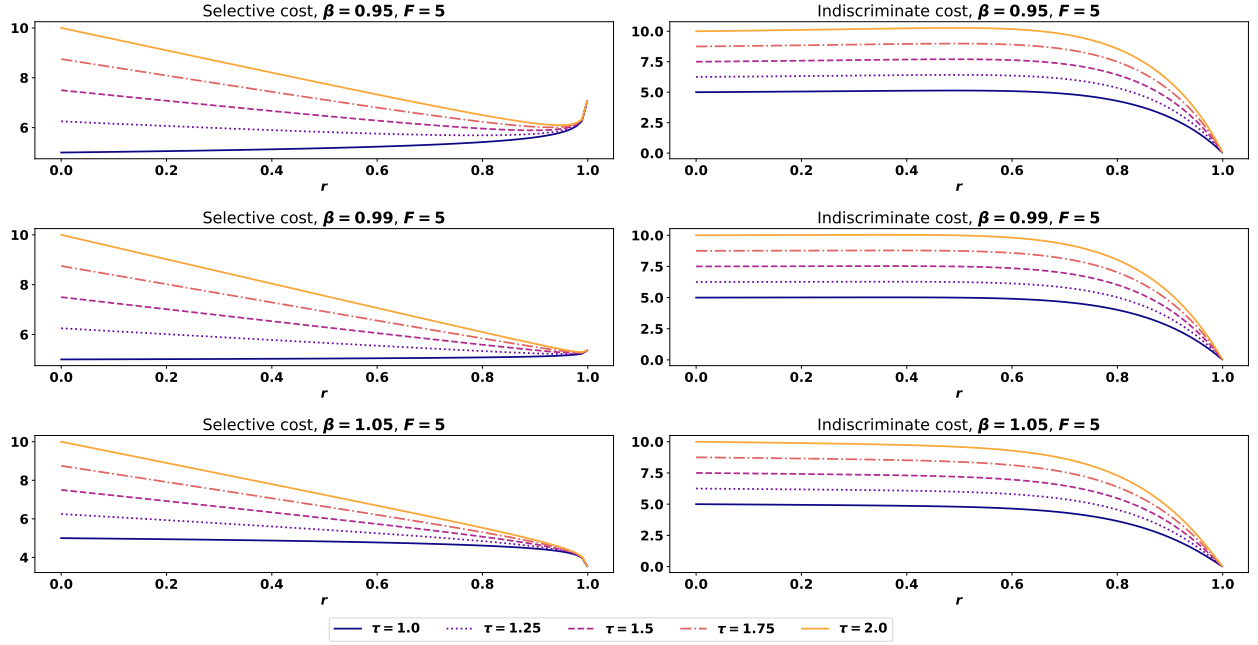 Selective cost, β = 0.95, F = 5
10
8
6
0.0 0.2 0.4 0.6 0.8 1.0
r
Indiscriminate cost, β = 0.95, F = 5
10.0
7.5
5.0
2.5
0.0
0.0 0.2 0.4 0.6 0.8 1.0
r
Selective cost, β = 0.99, F = 5
10
8
6
0.0 0.2 0.4 0.6 0.8 1.0
r
Indiscriminate cost, β = 0.99, F = 5
10.0
7.5
5.0
2.5
0.0
0.0 0.2 0.4 0.6 0.8 1.0
r
Selective cost, β = 1.05, F = 5
10
8
6
4
0.0 0.2 0.4 0.6 0.8 1.0
r
Indiscriminate cost, β = 1.05, F = 5
10.0
7.5
5.0
2.5
0.0
0.0 0.2 0.4 0.6 0.8 1.0
r
τ = 1.0 τ = 1.25 τ = 1.5 τ = 1.75 τ = 2.0